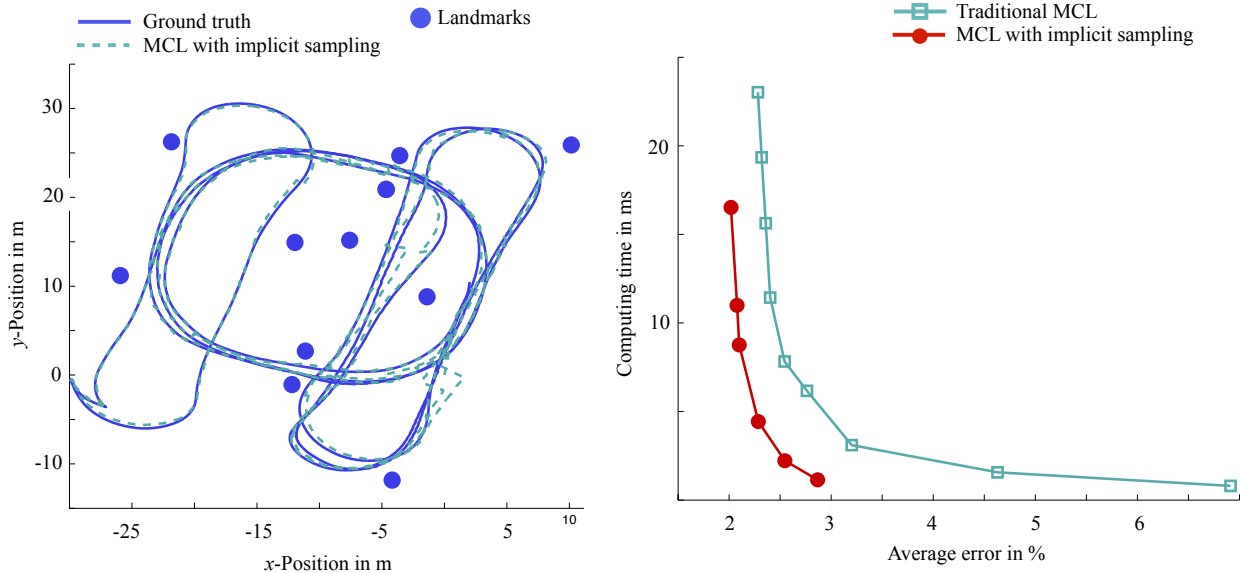 Ground truth
Landmarks
MCL with implicit sampling
30
20
10
0
-10
y-Position in m
-25
-15
-5
5
10
x-Position in m
Traditional MCL
MCL with implicit sampling
20
10
Computing time in ms
2
3
4
5
6
Average error in %